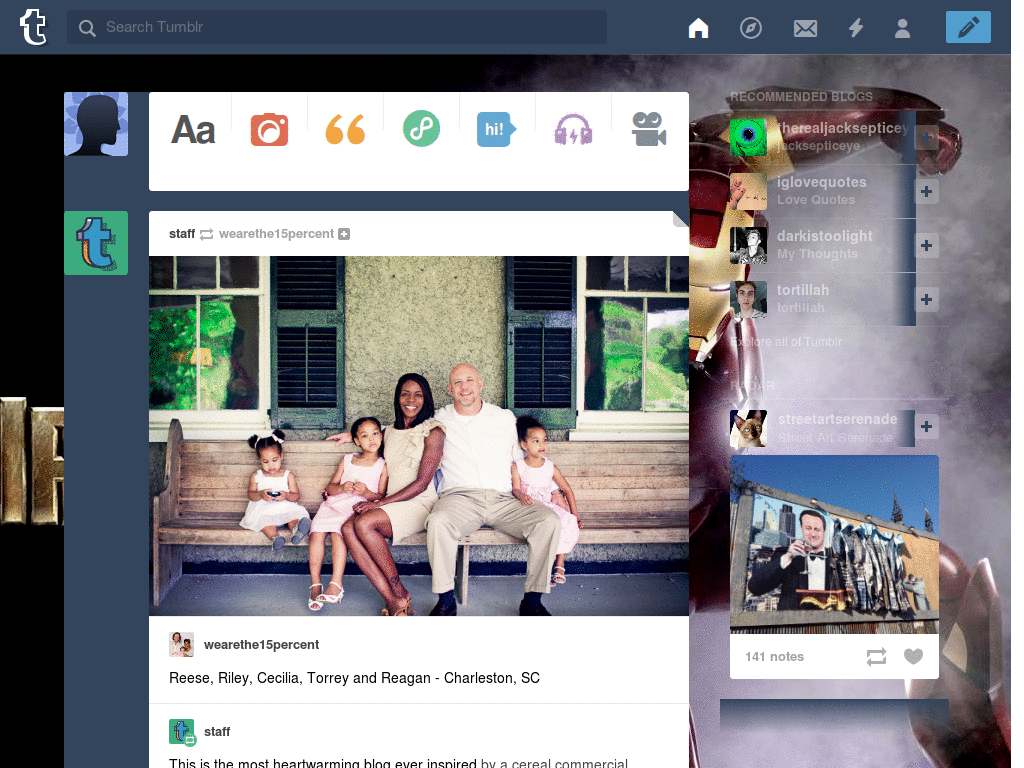 Search Tumblr
Aa
hi!
staff wearethe15percent
wearethe15percent
Reese, Riley, Cecilia, Torrey and Reagan - Charleston, SC
staff
This is the most heartwarming blog ever inspired by a cereal commercial
RECOMMENDED BLOGS
therealjacksepticey
jacksepticeye
iglovequotes
Love Quotes
darkistoolight
My Thoughts
tortillah
tortillah
Explore all of Tumblr
RADAR
streetartserenade
Street Art Serenade
141 notes